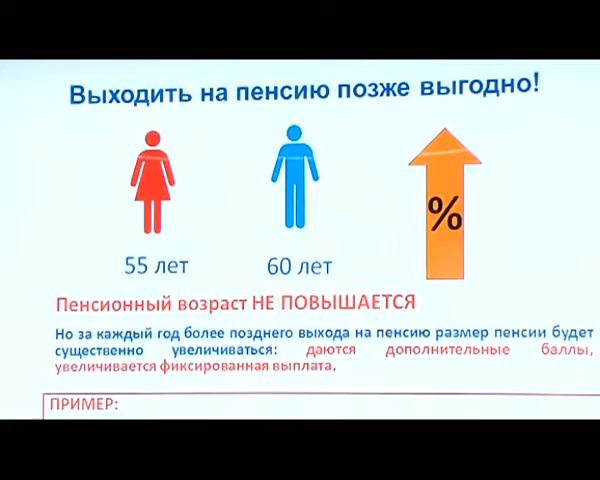 Выходить на пенсию позже выгодно!
%
55 лет
60 лет
Пенсионный возраст НЕ ПОВЫШАЕТСЯ
Но за каждый год более позднего выхода на пенсию размер пенсии будет
существенно увеличиваться: даются дополнительные баллы,
увеличивается фиксированная выплата.
ПРИМЕР: